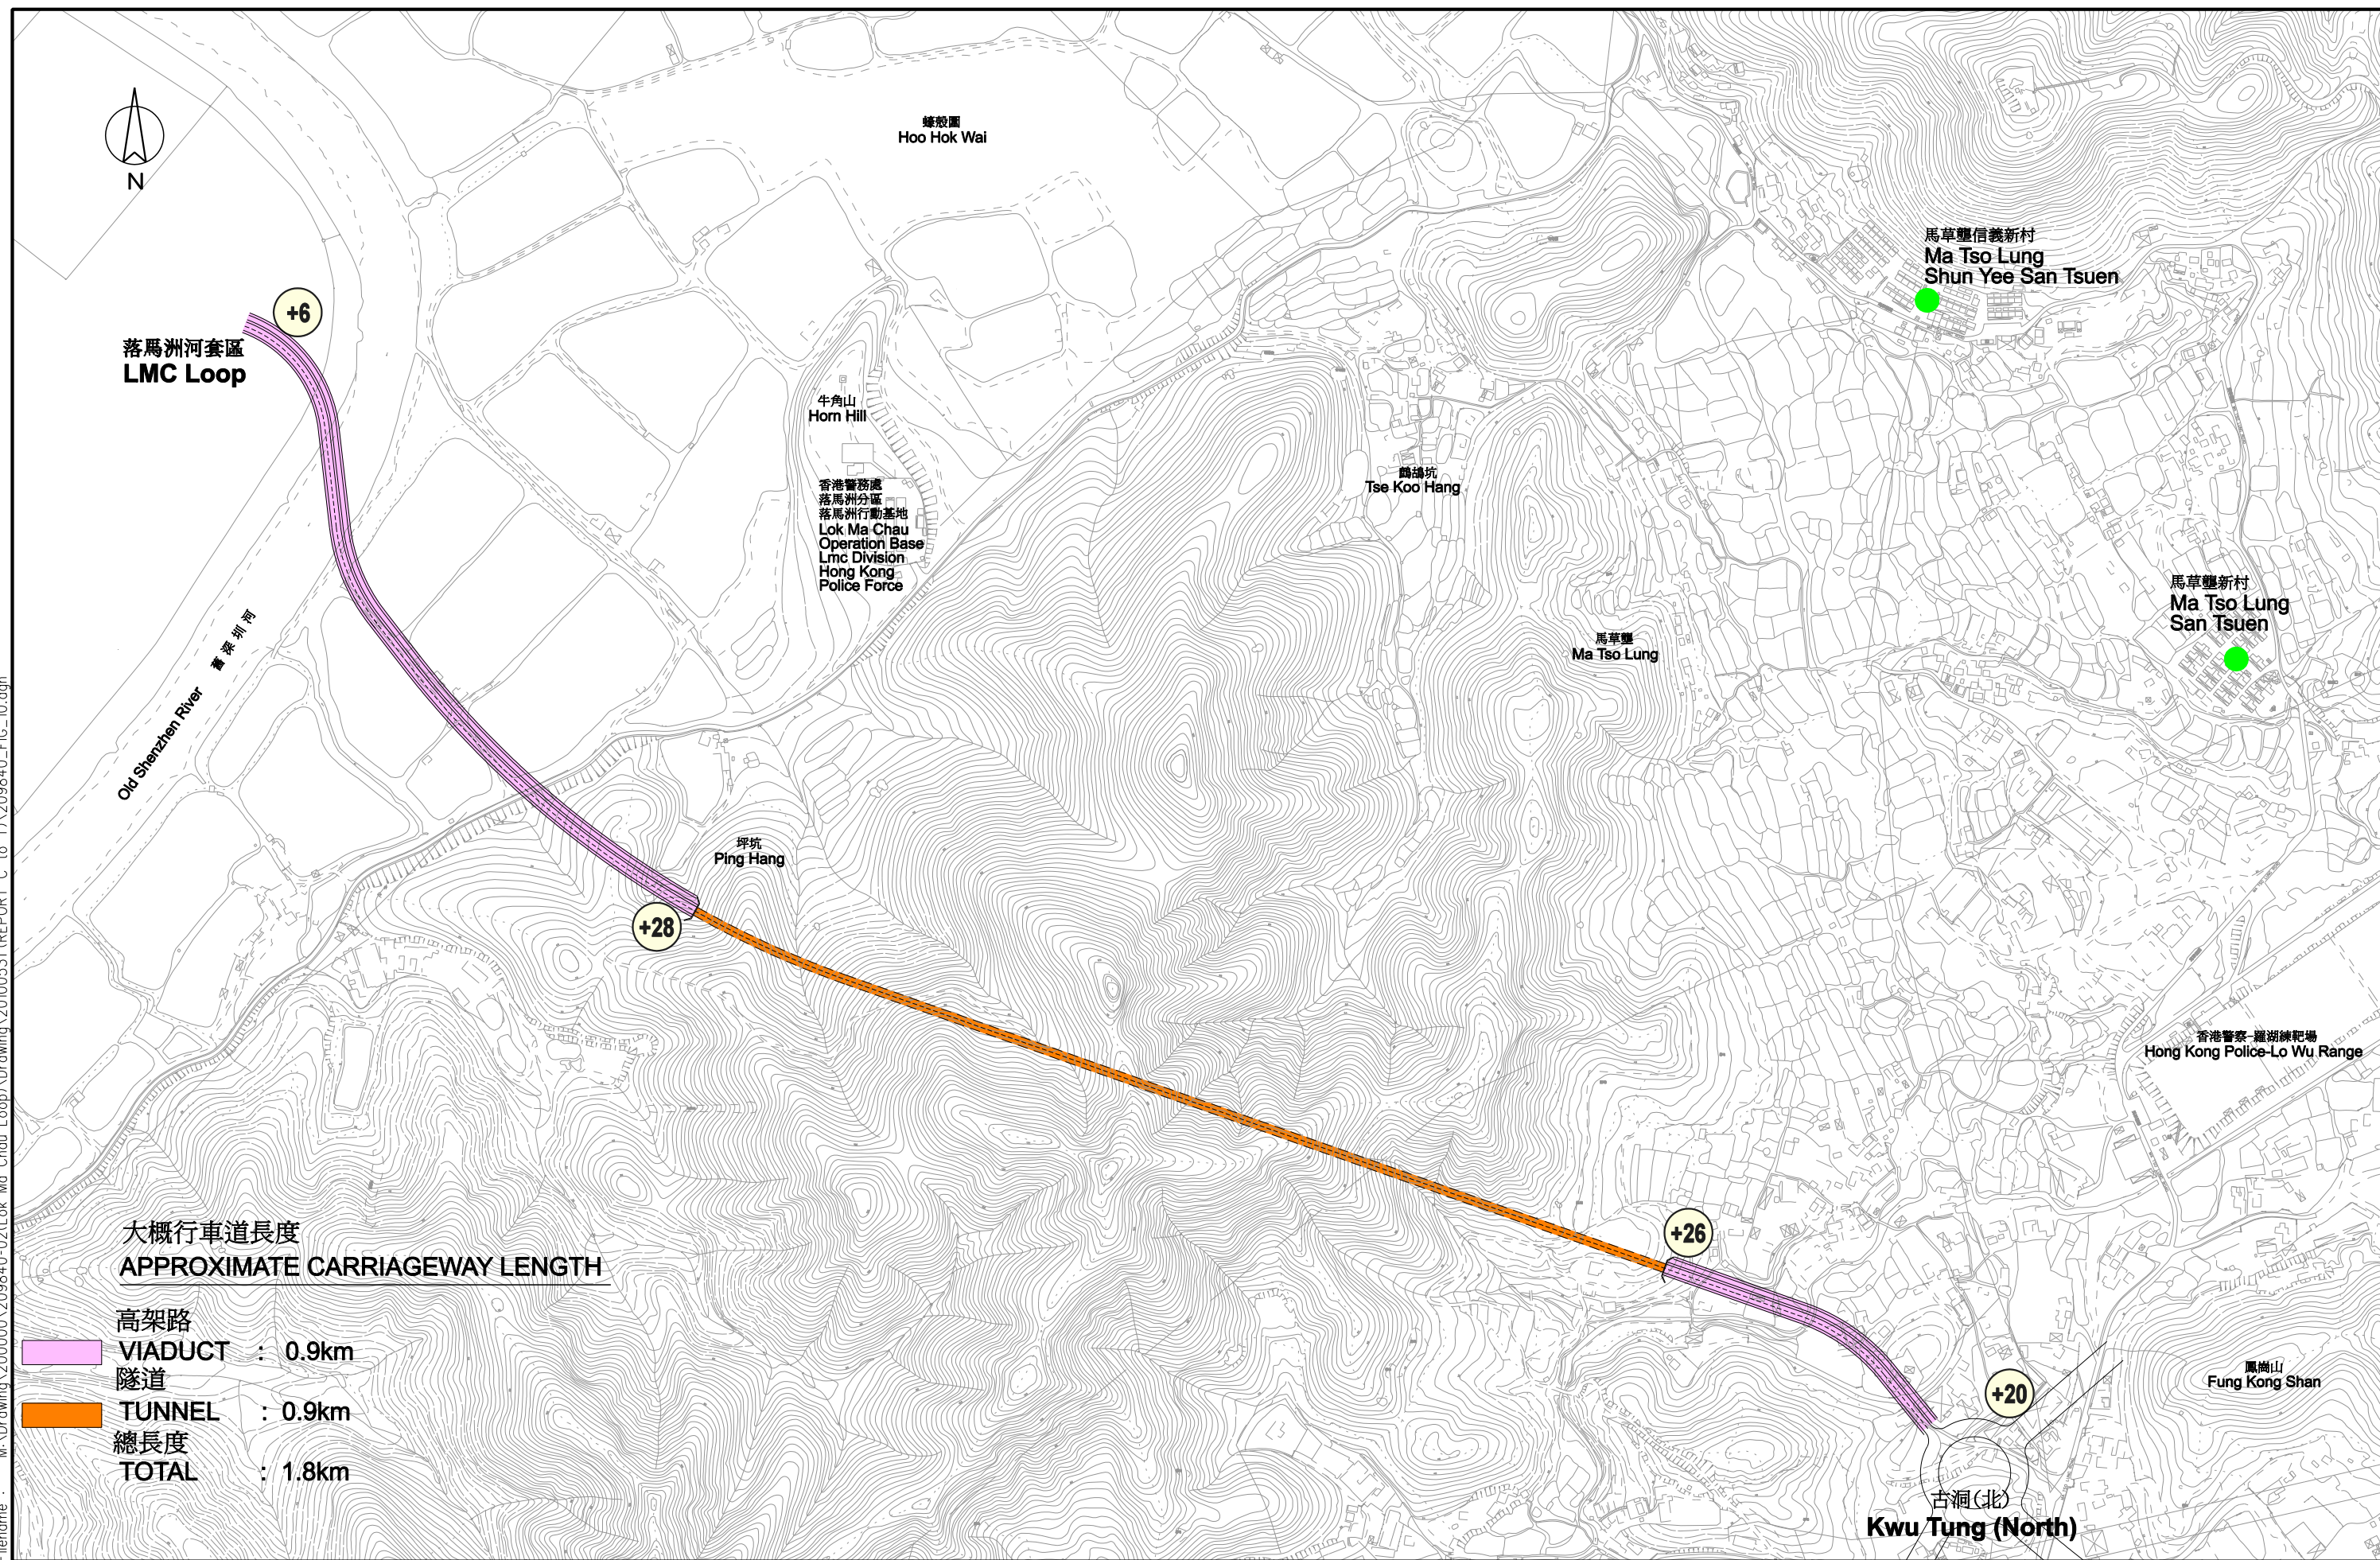 N
蠔殼圍
Hoo Hok Wai
馬草壟信義新村
Ma Tso Lung
Shun Yee San Tsuen
+6
落馬洲河套區
LMC Loop
牛角山
Horn Hill
香港警務處
落馬洲分區
落馬洲行動基地
Lok Ma Chau
Operation Base
Lmc Division
Hong Kong
Police Force
鷓鴣坑
Tse Koo Hang
馬草壟新村
Ma Tso Lung
San Tsuen
馬草壟
Ma Tso Lung
舊深圳河
Old Shenzhen River
坪坑
Ping Hang
+28
香港警察-羅湖練靶場
Hong Kong Police-Lo Wu Range
+26
鳳崗山
Fung Kong Shan
+20
古洞(北)
Kwu Tung (North)
大概行車道長度
APPROXIMATE CARRIAGEWAY LENGTH
高架路
VIADUCT : 0.9km
隧道
TUNNEL : 0.9km
總長度
TOTAL : 1.8km